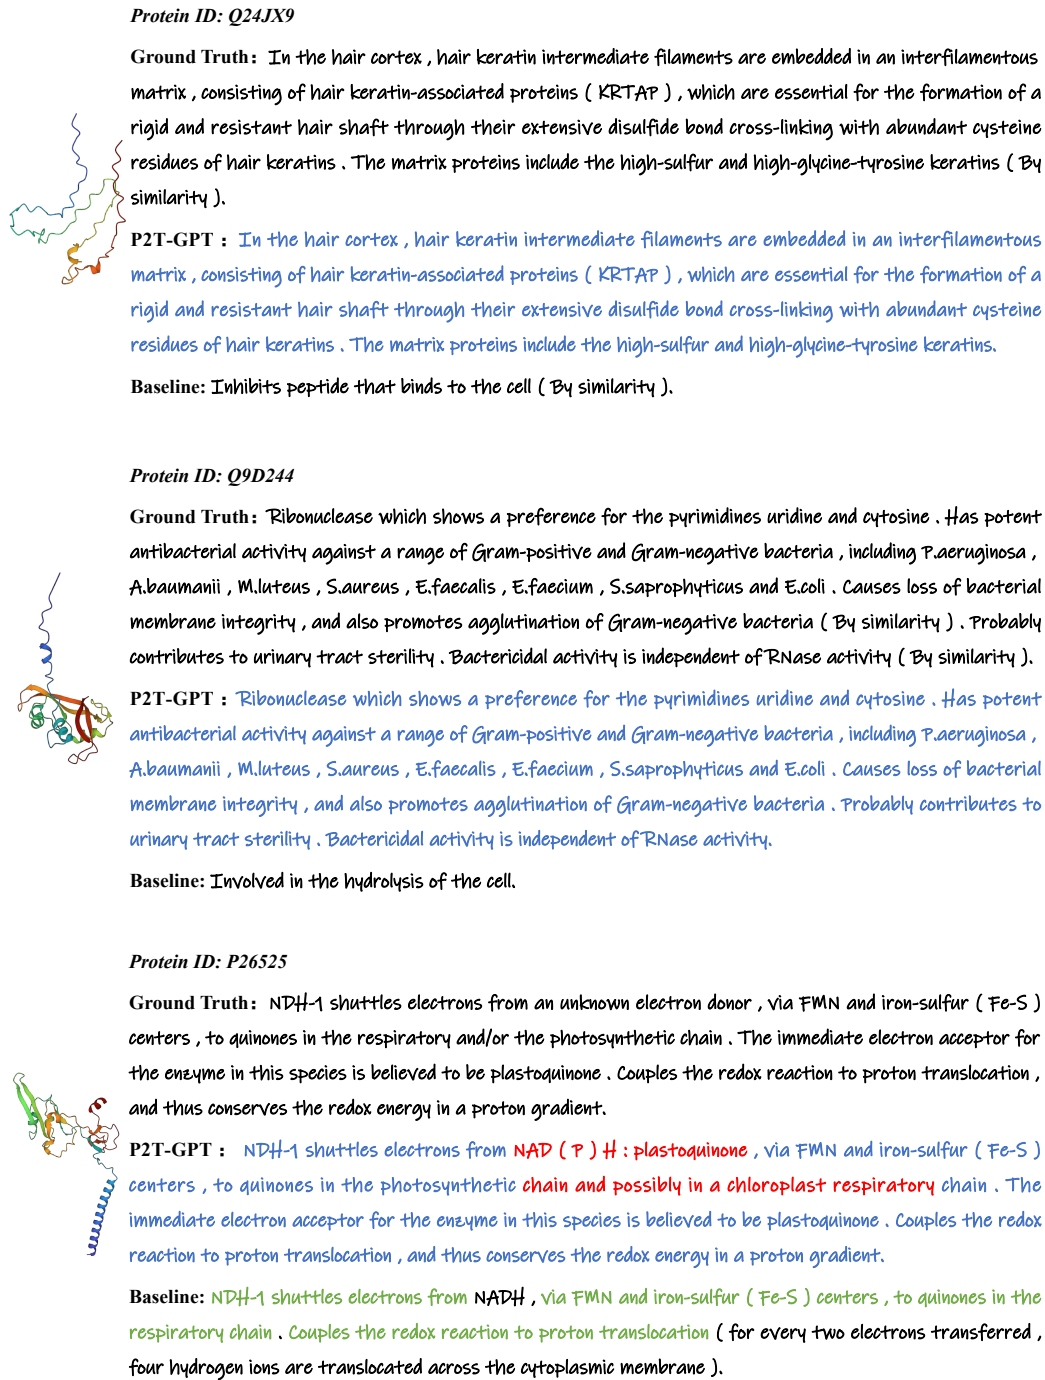 Protein ID: Q24JX9
Ground Truth: In the hair cortex , hair keratin intermediate filaments are embedded in an interfilamentous
matrix , consisting of hair keratin-associated proteins ( KRTAP ) , which are essential for the formation of a
rigid and resistant hair shaft through their extensive disulfide bond cross-linking with abundant cysteine
residues of hair keratins . The matrix proteins include the high-sulfur and high-glycine-tyrosine keratins ( By
similarity ).
P2T-GPT : In the hair cortex , hair keratin intermediate filaments are embedded in an interfilamentous
matrix , consisting of hair keratin-associated proteins ( KRTAP ) , which are essential for the formation of a
rigid and resistant hair shaft through their extensive disulfide bond cross-linking with abundant cysteine
residues of hair keratins . The matrix proteins include the high-sulfur and high-glycine-tyrosine keratins.
Baseline: Inhibits peptide that binds to the cell ( By similarity ).
Protein ID: Q9D244
Ground Truth: Ribonuclease which shows a preference for the pyrimidines uridine and cytosine . Has potent
antibacterial activity against a range of Gram-positive and Gram-negative bacteria , including P.aeruginosa ,
A.baumanii , M.luteus , S.aureus , E.faecalis , E.faecium , S.saprophyticus and E.coli . Causes loss of bacterial
membrane integrity , and also promotes agglutination of Gram-negative bacteria ( By similarity ) . Probably
contributes to urinary tract sterility . Bactericidal activity is independent of RNase activity ( By similarity ).
P2T-GPT : Ribonuclease which shows a preference for the pyrimidines uridine and cytosine . Has potent
antibacterial activity against a range of Gram-positive and Gram-negative bacteria , including P.aeruginosa ,
A.baumanii , M.luteus , S.aureus , E.faecalis , E.faecium , S.saprophyticus and E.coli . Causes loss of bacterial
membrane integrity , and also promotes agglutination of Gram-negative bacteria . Probably contributes to
urinary tract sterility . Bactericidal activity is independent of RNase activity.
Baseline: Involved in the hydrolysis of the cell.
Protein ID: P26525
Ground Truth: NDH-1 shuttles electrons from an unknown electron donor , via FMN and iron-sulfur ( Fe-S )
centers , to quinones in the respiratory and/or the photosynthetic chain . The immediate electron acceptor for
the enzyme in this species is believed to be plastoquinone . Couples the redox reaction to proton translocation ,
and thus conserves the redox energy in a proton gradient.
P2T-GPT : NDH-1 shuttles electrons from NAD ( P ) H : plastoquinone , via FMN and iron-sulfur ( Fe-S )
centers , to quinones in the photosynthetic chain and possibly in a chloroplast respiratory chain . The
immediate electron acceptor for the enzyme in this species is believed to be plastoquinone . Couples the redox
reaction to proton translocation , and thus conserves the redox energy in a proton gradient.
Baseline: NDH-1 shuttles electrons from NADH , via FMN and iron-sulfur ( Fe-S ) centers , to quinones in the
respiratory chain . Couples the redox reaction to proton translocation ( for every two electrons transferred ,
four hydrogen ions are translocated across the cytoplasmic membrane ).